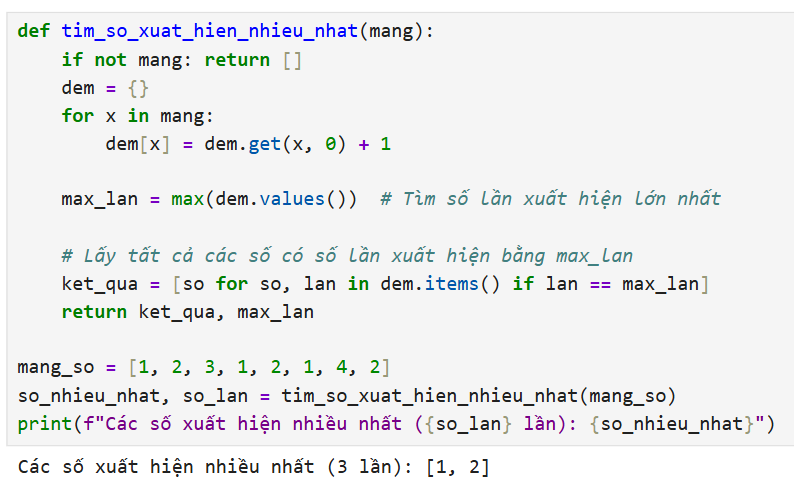 def tim_so_xuat_hien_nhieu_nhat(mang):
    if not mang: return []
    dem = {}
    for x in mang:
        dem[x] = dem.get(x, 0) + 1
    max_lan = max(dem.values())  # Tìm số lần xuất hiện lớn nhất
    # Lấy tất cả các số có số lần xuất hiện bằng max_lan
    ket_qua = [so for so, lan in dem.items() if lan == max_lan]
    return ket_qua, max_lan
mang_so = [1, 2, 3, 1, 2, 1, 4, 2]
so_nhieu_nhat, so_lan = tim_so_xuat_hien_nhieu_nhat(mang_so)
print(f"Các số xuất hiện nhiều nhất ({so_lan} lần): {so_nhieu_nhat}")
Các số xuất hiện nhiều nhất (3 lần): [1, 2]